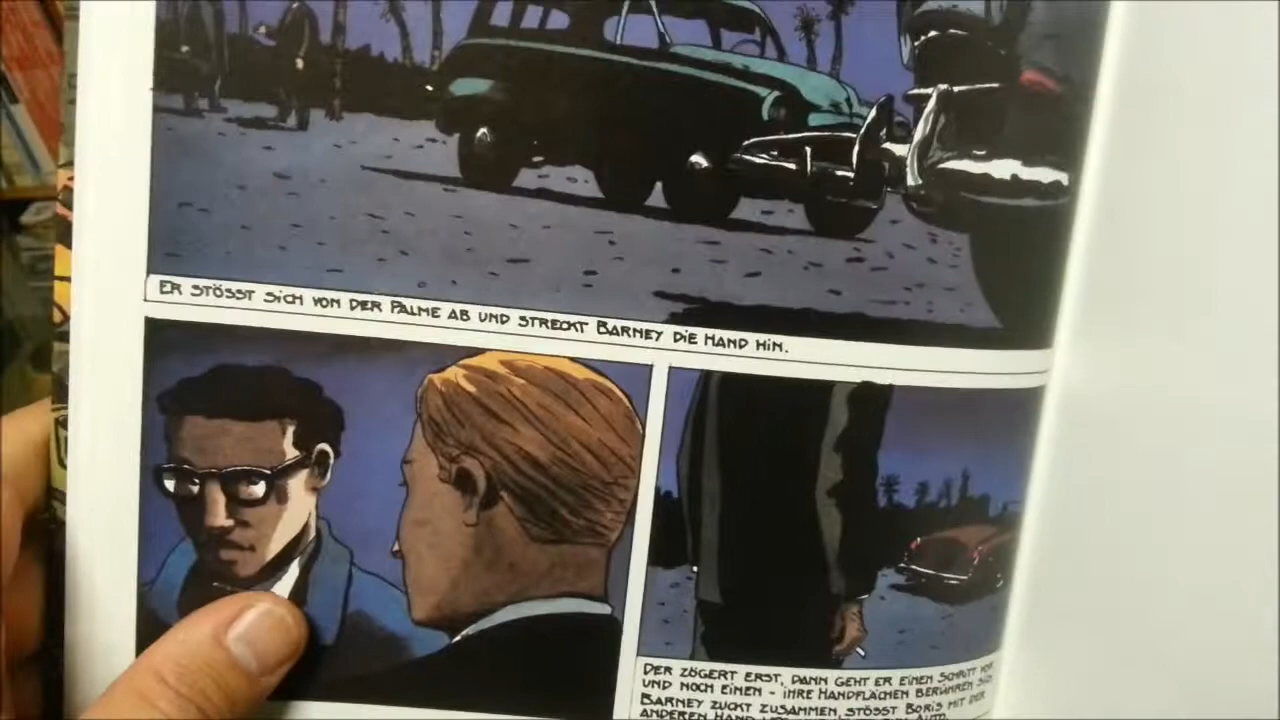 ER STÖSST SICH VON DER PALME AB UND STRECKT BARNEY DIE HAND HIN.
DER ZÖGERT ERST, DANN GEHT ER EINEN SCHRITT VOR
UND NOCH EINEN - IHRE HANDFLÄCHEN BERÜHREN SICH
BARNEY ZUCKT ZUSAMMEN, STÖSST BORIS MIT DER
ANDEREN HAND